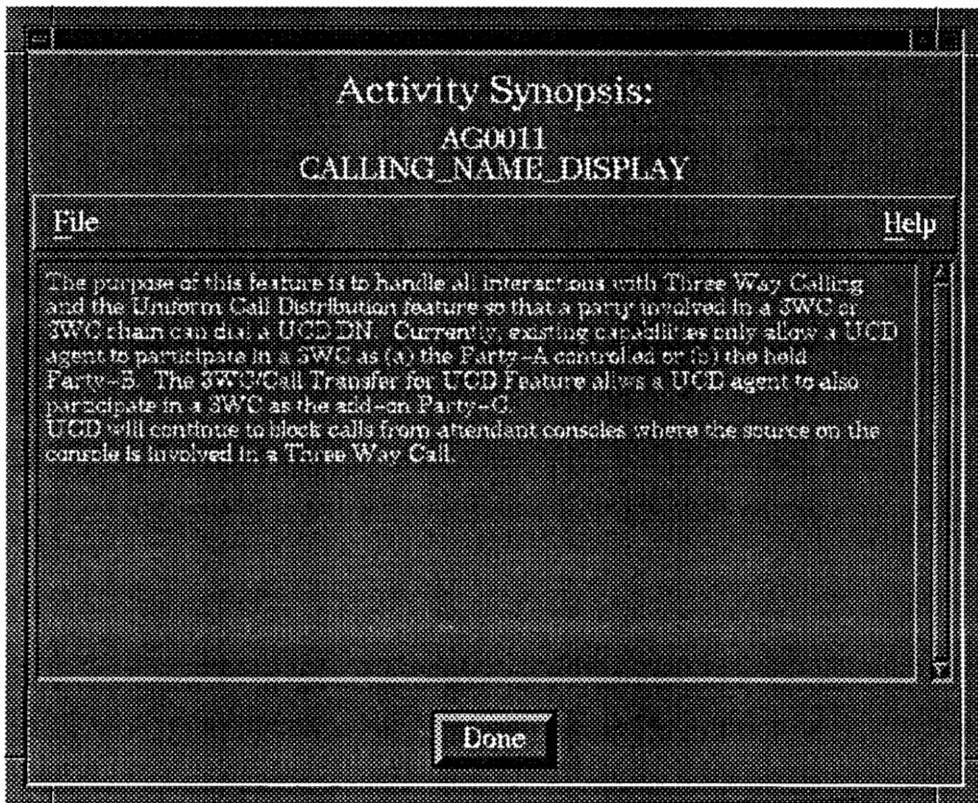 Activity Synopsis:
AG0011
CALLING_NAME_DISPLAY
File Help
The purpose of this feature is to handle all interactions with Three Way Calling
and the Uniform Call Distribution feature so that a party involved in a 3WC or
3WC chain can dial a UCD DN. Currently, existing capabilities only allow a UCD
agent to participate in a 3WC as (a) the Party-A controlled or (b) the held
Party-B. The 3WC/Call Transfer for UCD Feature allws a UCD agent to also
participate in a 3WC as the add-on Party-C.
UCD will continue to block calls from attendant consoles where the source on the
console is involved in a Three Way Call.
Done